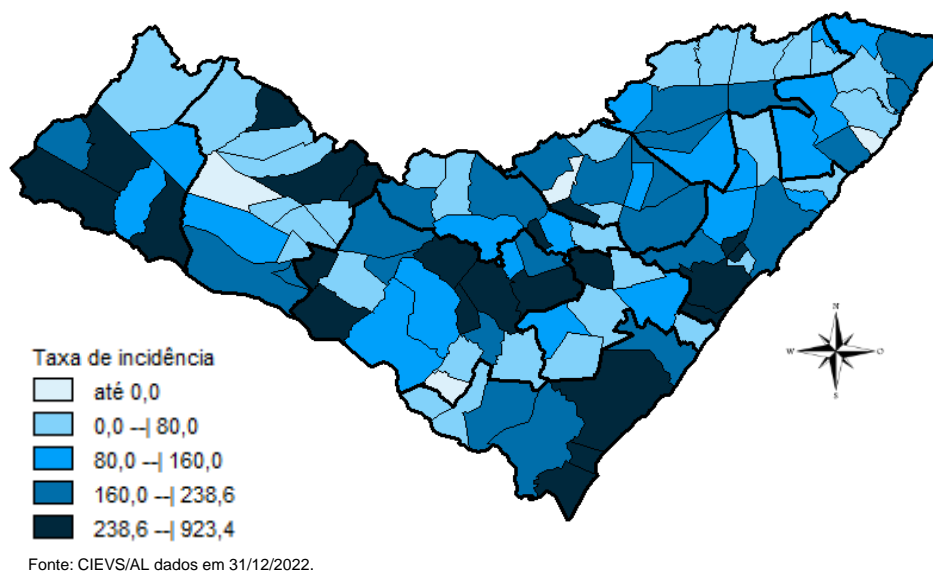 N
W
O
S
Taxa de incidência
até 0,0
0,0 --| 80,0
80,0 --| 160,0
160,0 --| 238,6
238,6 --| 923,4
Fonte: CIEVS/AL dados em 31/12/2022.